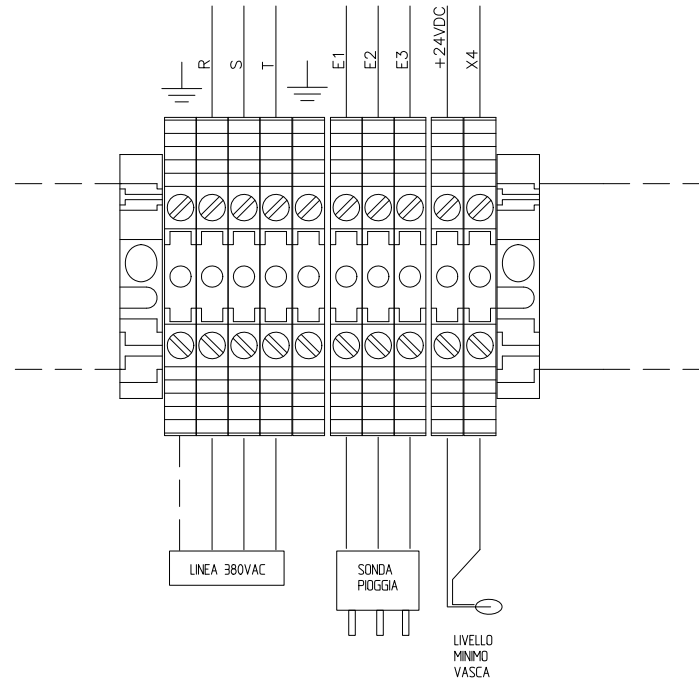 R
S
T
E1
E2
E3
+24VDC
X4
LINEA 380VAC
SONDA
PIOGGIA
LIVELLO
MINIMO
VASCA